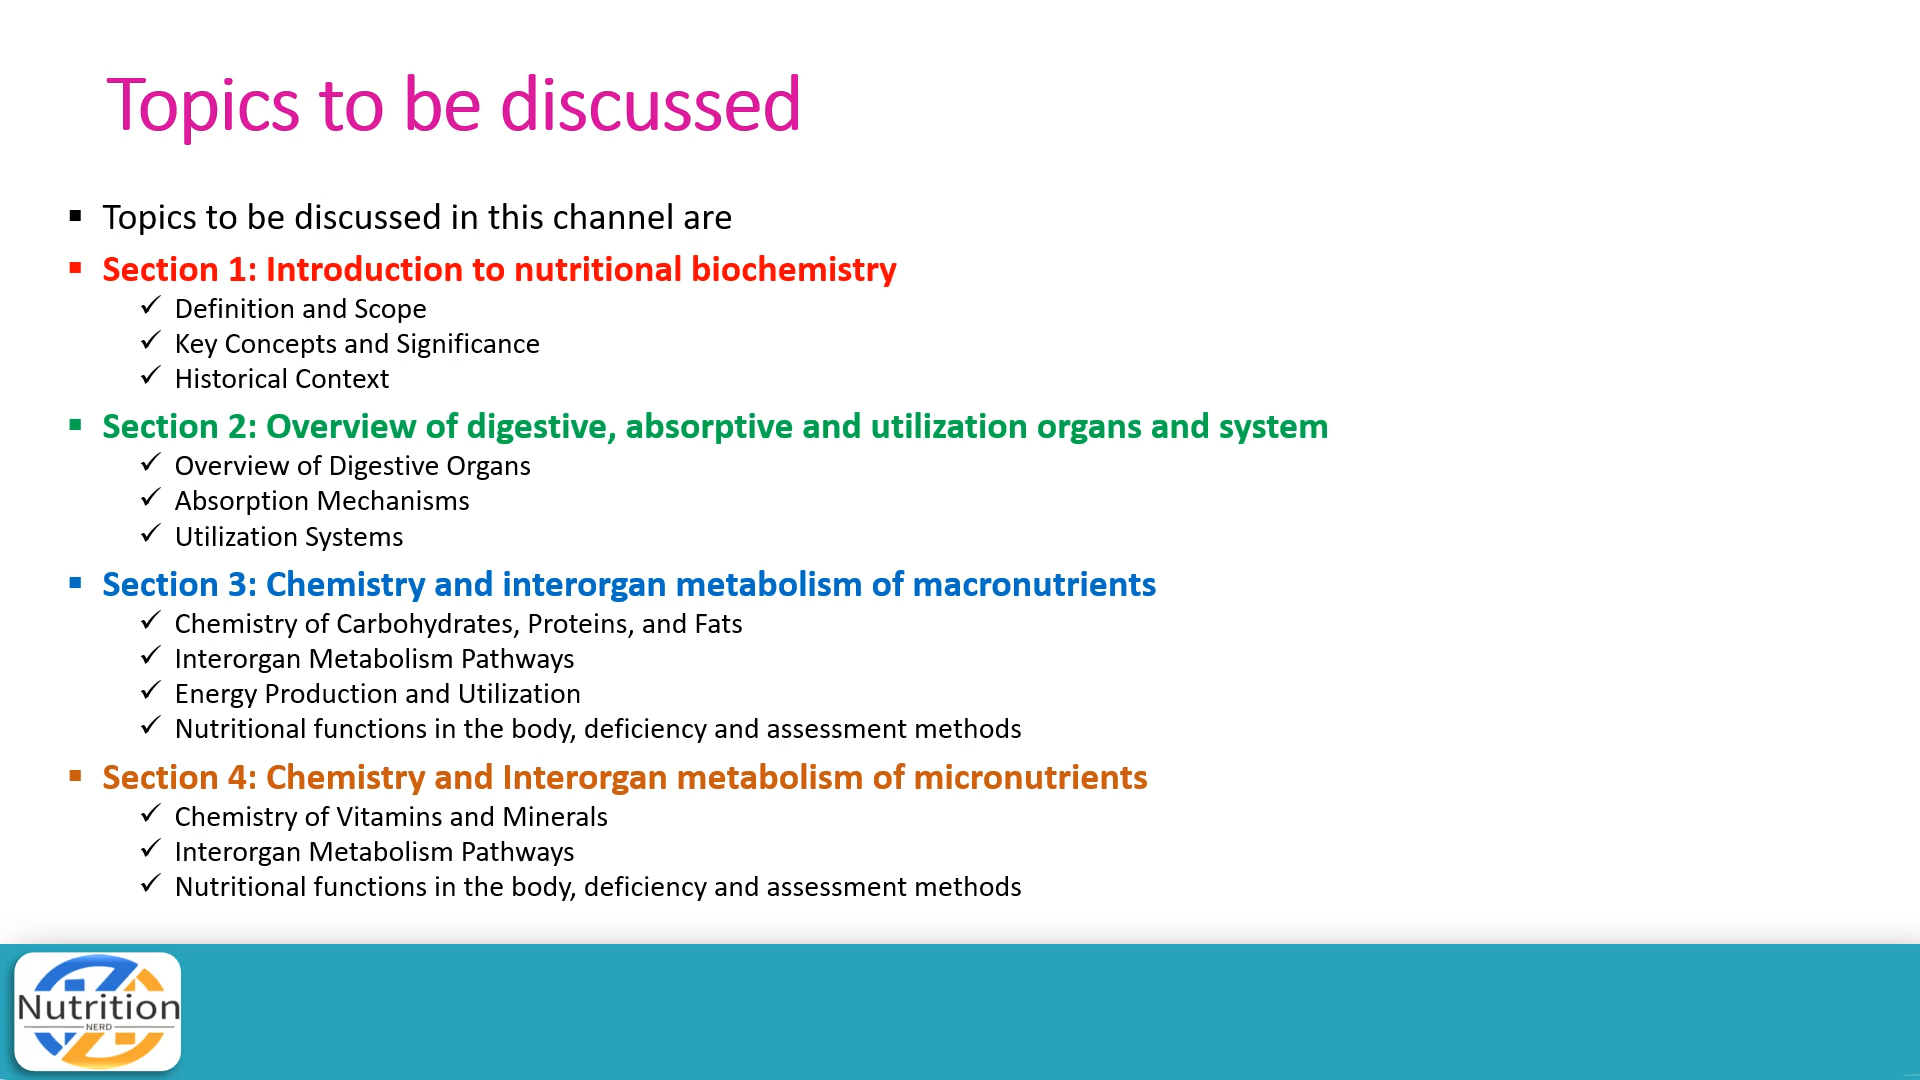 Topics to be discussed
Topics to be discussed in this channel are
Section 1: Introduction to nutritional biochemistry
Definition and Scope
Key Concepts and Significance
Historical Context
Section 2: Overview of digestive, absorptive and utilization organs and system
Overview of Digestive Organs
Absorption Mechanisms
Utilization Systems
Section 3: Chemistry and interorgan metabolism of macronutrients
Chemistry of Carbohydrates, Proteins, and Fats
Interorgan Metabolism Pathways
Energy Production and Utilization
Nutritional functions in the body, deficiency and assessment methods
Section 4: Chemistry and Interorgan metabolism of micronutrients
Chemistry of Vitamins and Minerals
Interorgan Metabolism Pathways
Nutritional functions in the body, deficiency and assessment methods
Nutrition
NERD